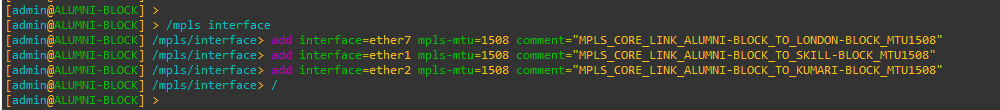 [admin@ALUMNI-BLOCK] >
[admin@ALUMNI-BLOCK] > /mpls interface
[admin@ALUMNI-BLOCK] /mpls/interface> add interface=ether7 mpls-mtu=1508 comment="MPLS_CORE_LINK_ALUMNI-BLOCK_TO_LONDON-BLOCK_MTU1508"
[admin@ALUMNI-BLOCK] /mpls/interface> add interface=ether1 mpls-mtu=1508 comment="MPLS_CORE_LINK_ALUMNI-BLOCK_TO_SKILL-BLOCK_MTU1508"
[admin@ALUMNI-BLOCK] /mpls/interface> add interface=ether2 mpls-mtu=1508 comment="MPLS_CORE_LINK_ALUMNI-BLOCK_TO_KUMARI-BLOCK_MTU1508"
[admin@ALUMNI-BLOCK] /mpls/interface> /
[admin@ALUMNI-BLOCK] >